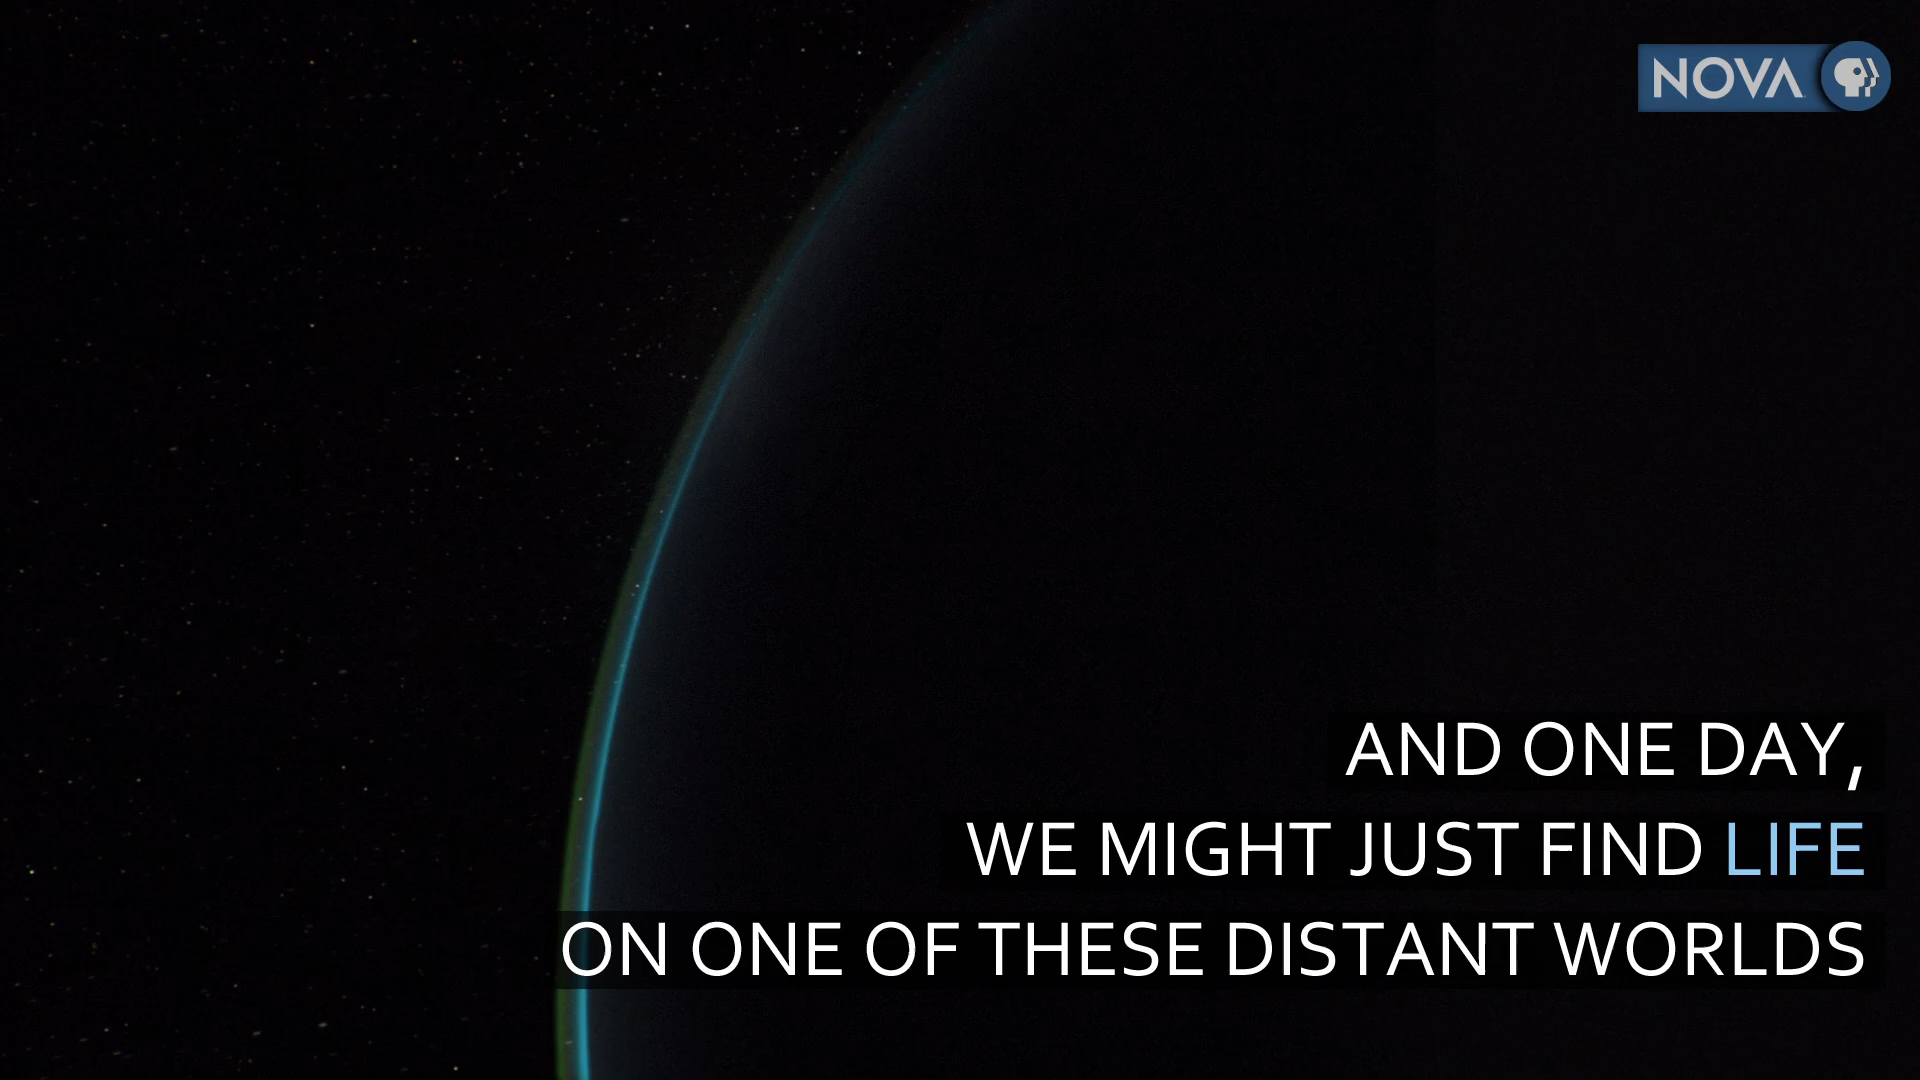 NOVA
AND ONE DAY,
WE MIGHT JUST FIND LIFE
ON ONE OF THESE DISTANT WORLDS